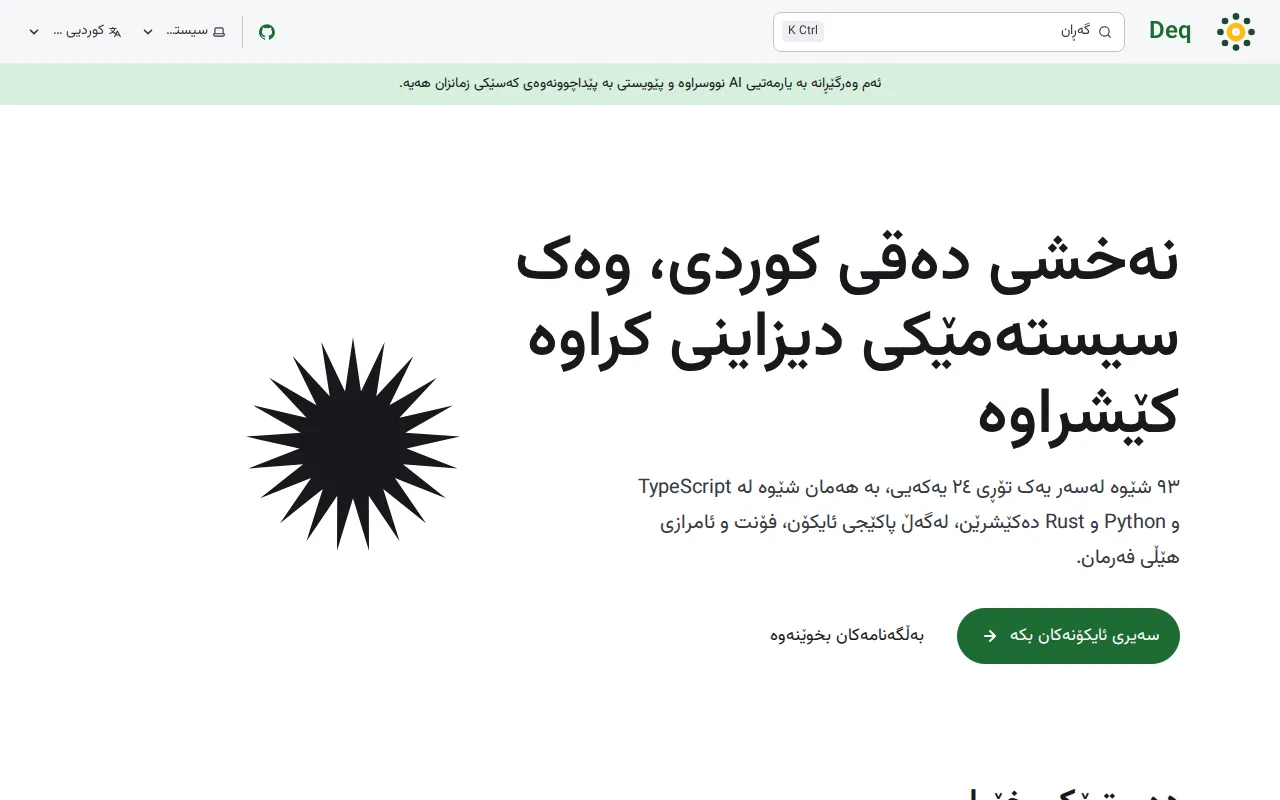 Deq
گەڕان
K Ctrl
سیستـ...
کوردیی ...
ئەم وەرگێڕانە بە یارمەتیی AI نووسراوە و پێویستی بە پێداچوونەوەی کەسێکی زمانزان هەیە.
نەخشی دەقی کوردی، وەک
سیستەمێکی دیزاینی کراوە
کێشراوە
٩٣ شێوە لەسەر یەک تۆڕی ٢٤ یەکەیی، بە هەمان شێوە لە TypeScript
و Python و Rust دەکێشرێن، لەگەڵ پاکێجی ئایکۆن، فۆنت و ئامرازی
هێڵی فەرمان.
سەیری ئایکۆنەکان بکە
بەڵگەنامەکان بخوێنەوە